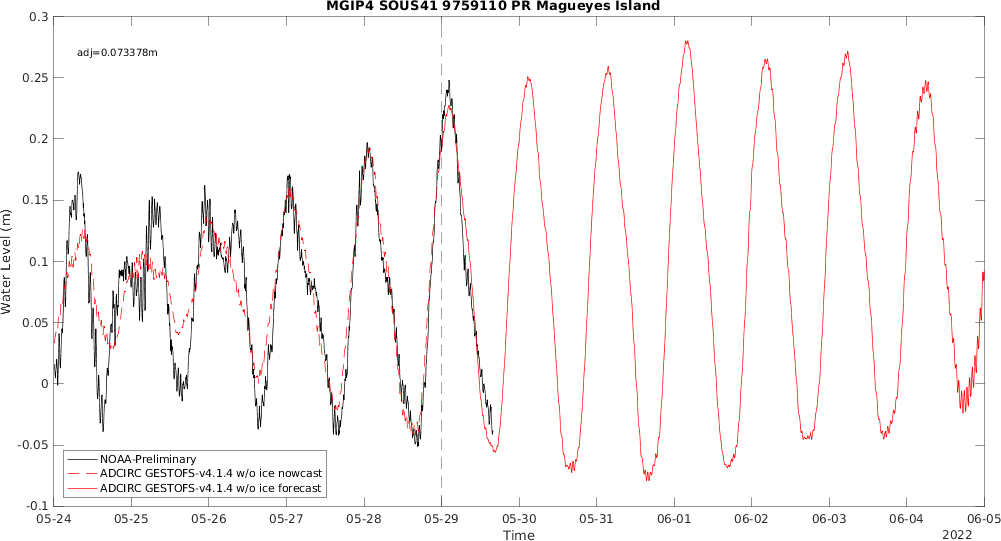 MGIP4 SOUS41 9759110 PR Magueyes Island
adj=0.073378m
0.3
0.25
0.2
0.15
0.1
0.05
0
-0.05
-0.1
Water Level (m)
NOAA-Preliminary
ADCIRC GESTOFS-v4.1.4 w/o ice nowcast
ADCIRC GESTOFS-v4.1.4 w/o ice forecast
05-24 05-25 05-26 05-27 05-28 05-29 05-30 05-31 06-01 06-02 06-03 06-04 06-05
Time
2022